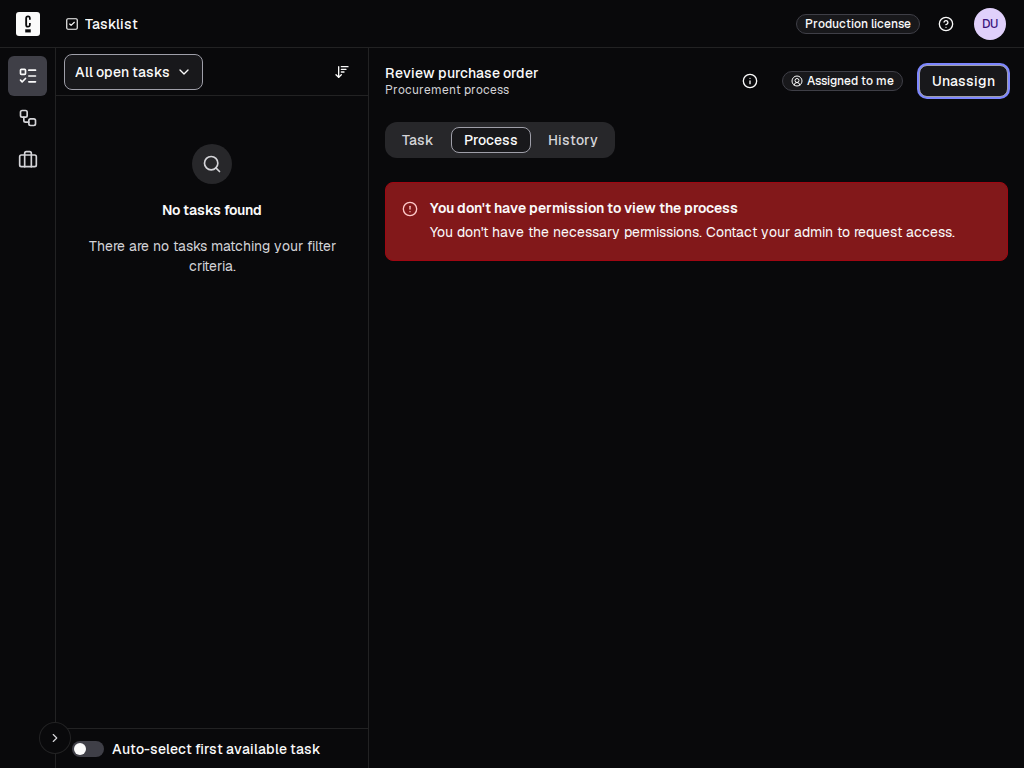 Tasklist
Production license
DU
All open tasks
No tasks found
There are no tasks matching your filter
criteria.
Auto-select first available task
Review purchase order
Procurement process
Assigned to me
Unassign
Task
Process
History
You don't have permission to view the process
You don't have the necessary permissions. Contact your admin to request access.